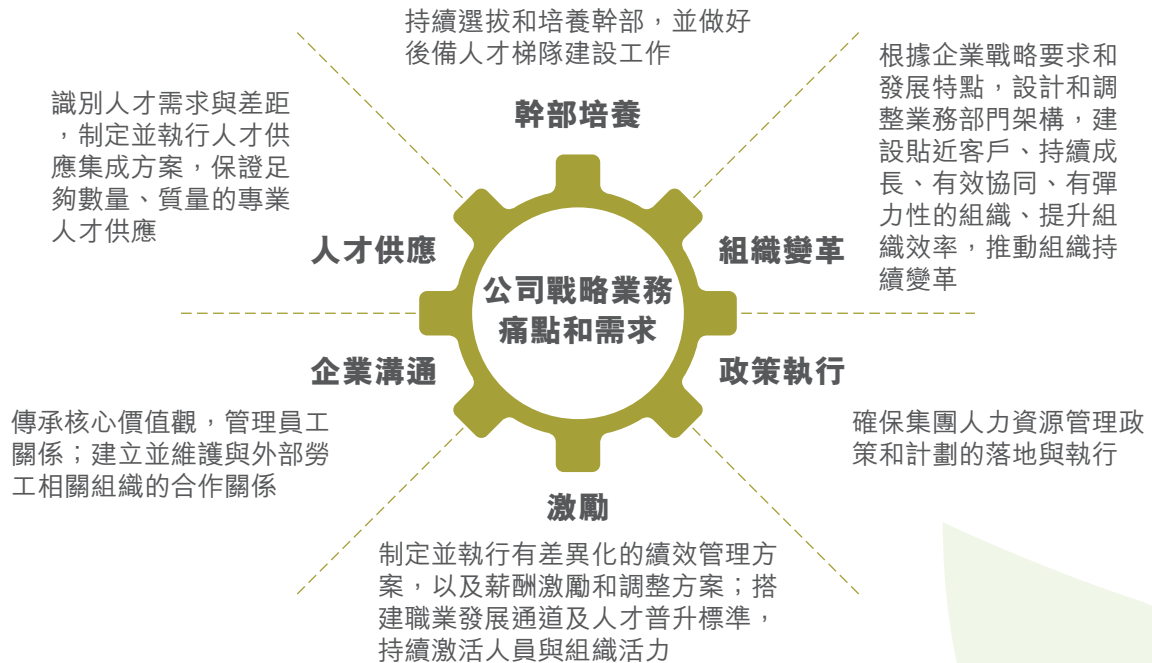 持續選拔和培養幹部，並做好
後備人才梯隊建設工作
幹部培養
根據企業戰略要求和
發展特點，設計和調
整業務部門架構，建
設貼近客戶、持續成
長、有效協同、有彈
力性的組織、提升組
織效率，推動組織持
續變革
組織變革
識別人才需求與差距
，制定並執行人才供
應集成方案，保證足
夠數量、質量的專業
人才供應
人才供應
公司戰略業務
痛點和需求
企業溝通
傳承核心價值觀，管理員工
關係；建立並維護與外部勞
工相關組織的合作關係
政策執行
確保集團人力資源管理政
策和計劃的落地與執行
激勵
制定並執行有差異化的續效管理方
案，以及薪酬激勵和調整方案；搭
建職業發展通道及人才普升標準，
持續激活人員與組織活力